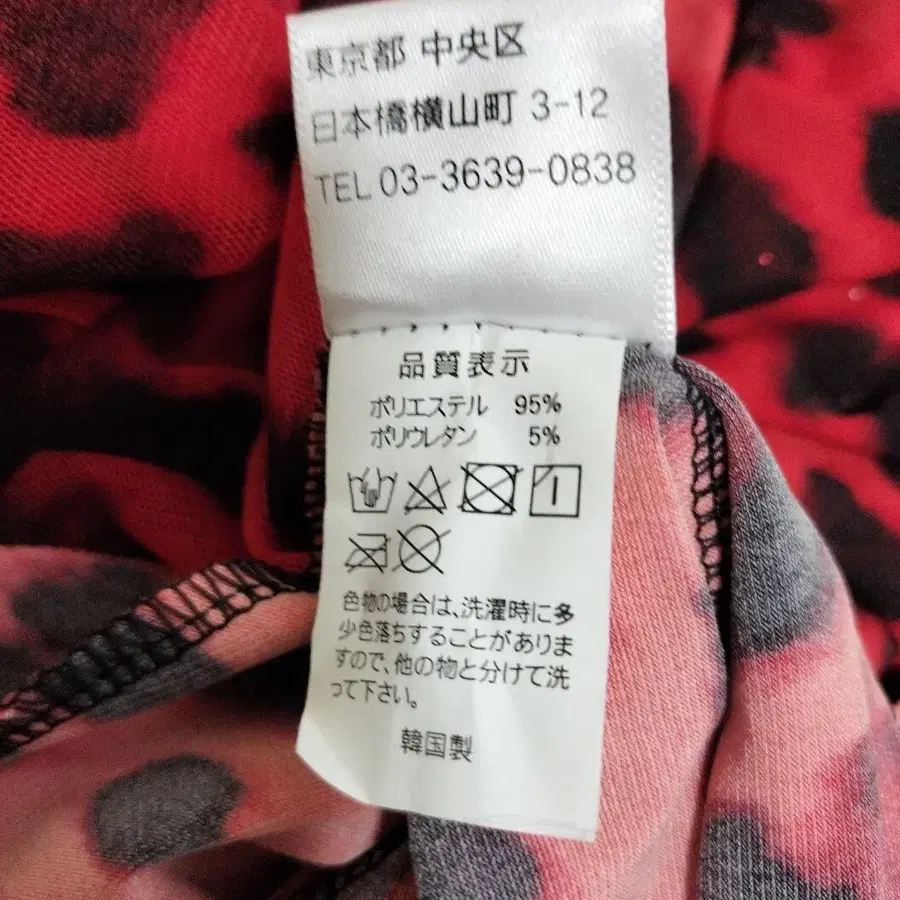 東京都 中央区
日本橋横山町 3-12
TEL 03-3639-0838
品質表示
ポリエステル 95%
ポリウレタン 5%
色物の場合は、洗濯時に多
少色落ちすることがありま
すので、他の物と分けて洗
って下さい。
韓国製